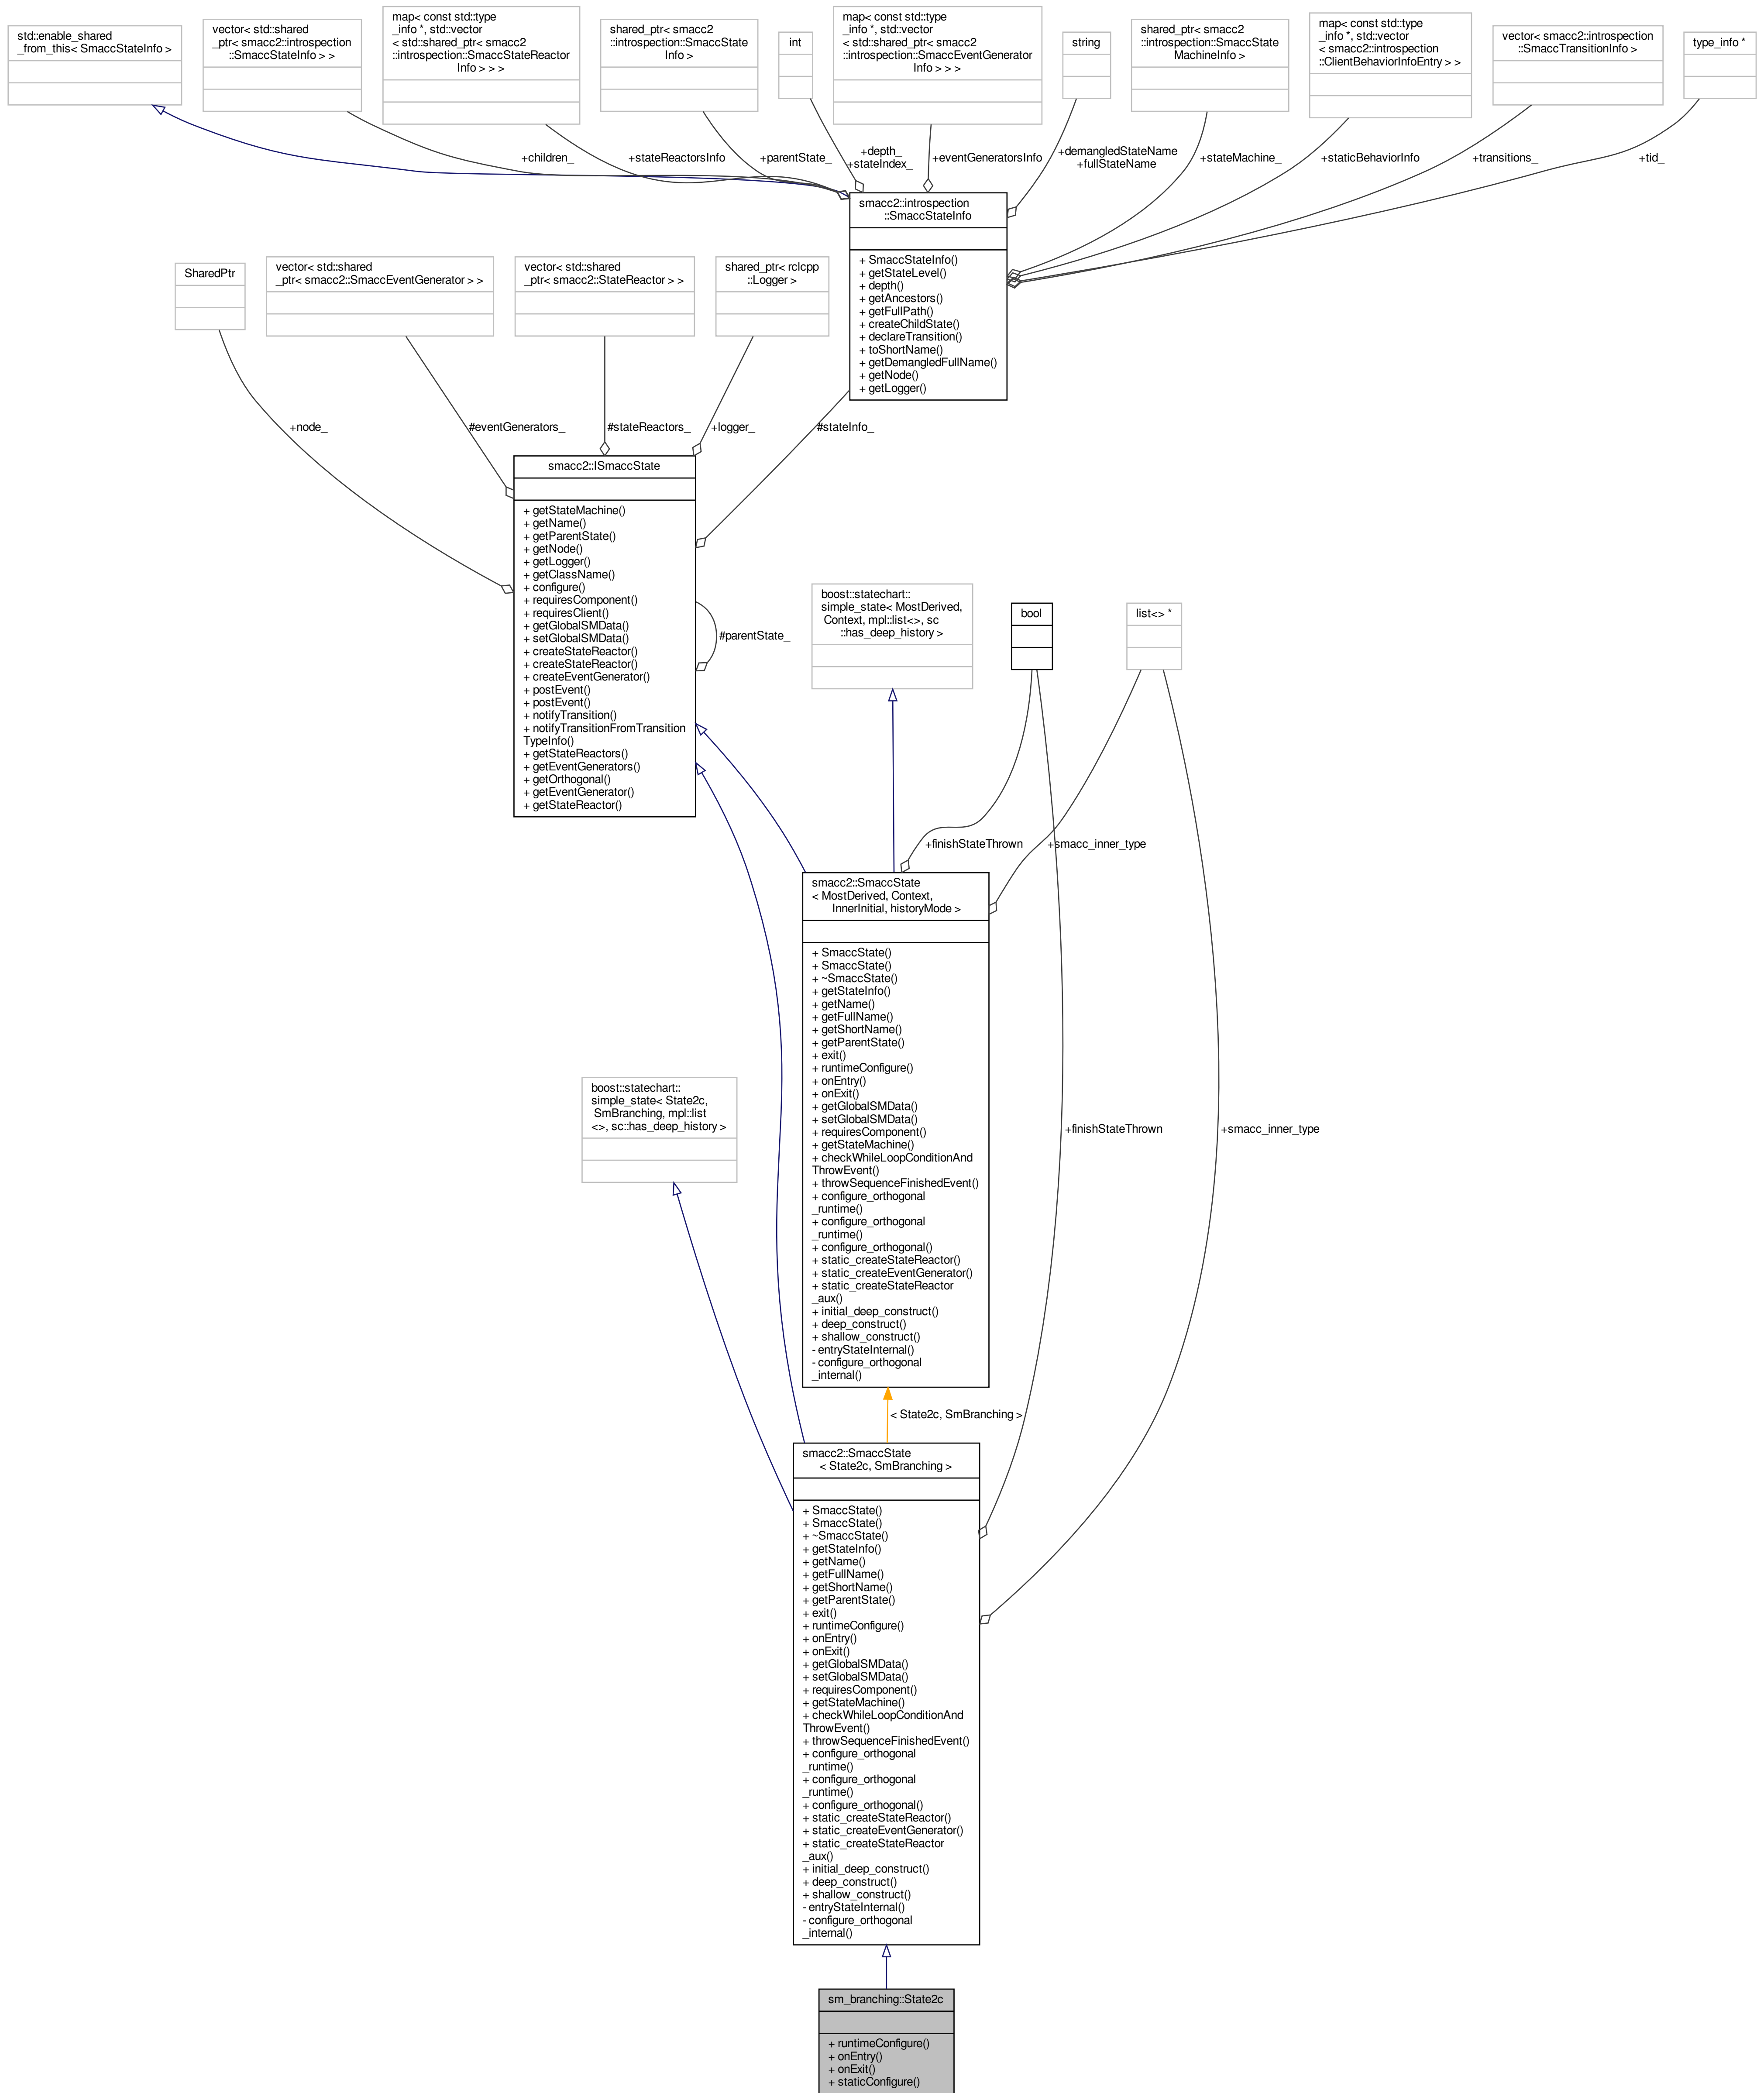 std::enable_shared
_from_this< SmaccStateInfo >
vector< std::shared
_ptr< smacc2::introspection
::SmaccStateInfo > >
map< const std::type
_info *, std::vector
< std::shared_ptr< smacc2
::introspection::SmaccStateReactor
Info > > >
shared_ptr< smacc2
::introspection::SmaccState
Info >
int
map< const std::type
_info *, std::vector
< std::shared_ptr< smacc2
::introspection::SmaccEventGenerator
Info > > >
string
shared_ptr< smacc2
::introspection::SmaccState
MachineInfo >
map< const std::type
_info *, std::vector
< smacc2::introspection
::ClientBehaviorInfoEntry > >
vector< smacc2::introspection
::SmaccTransitionInfo >
type_info *
+children_
+stateReactorsInfo
+parentState_
+depth_
+stateIndex_
+eventGeneratorsInfo
+demangledStateName
+fullStateName
+stateMachine_
+staticBehaviorInfo
+transitions_
+tid_
smacc2::introspection
::SmaccStateInfo
+ SmaccStateInfo()
+ getStateLevel()
+ depth()
+ getAncestors()
+ getFullPath()
+ createChildState()
+ declareTransition()
+ toShortName()
+ getDemangledFullName()
+ getNode()
+ getLogger()
SharedPtr
vector< std::shared
_ptr< smacc2::SmaccEventGenerator > >
vector< std::shared
_ptr< smacc2::StateReactor > >
shared_ptr< rclcpp
::Logger >
+node_
#eventGenerators_
#stateReactors_
+logger_
#stateInfo_
smacc2::ISmaccState
+ getStateMachine()
+ getName()
+ getParentState()
+ getNode()
+ getLogger()
+ getClassName()
+ configure()
+ requiresComponent()
+ requiresClient()
+ getGlobalSMData()
+ setGlobalSMData()
+ createStateReactor()
+ createStateReactor()
+ createEventGenerator()
+ postEvent()
+ postEvent()
+ notifyTransition()
+ notifyTransitionFromTransition
TypeInfo()
+ getStateReactors()
+ getEventGenerators()
+ getOrthogonal()
+ getEventGenerator()
+ getStateReactor()
#parentState_
boost::statechart::
simple_state< MostDerived,
Context, mpl::list<>, sc
::has_deep_history >
bool
list<> *
+finishStateThrown
+smacc_inner_type
smacc2::SmaccState
< MostDerived, Context,
InnerInitial, historyMode >
+ SmaccState()
+ SmaccState()
+ ~SmaccState()
+ getStateInfo()
+ getName()
+ getFullName()
+ getShortName()
+ getParentState()
+ exit()
+ runtimeConfigure()
+ onEntry()
+ onExit()
+ getGlobalSMData()
+ setGlobalSMData()
+ requiresComponent()
+ getStateMachine()
+ checkWhileLoopConditionAnd
ThrowEvent()
+ throwSequenceFinishedEvent()
+ configure_orthogonal
_runtime()
+ configure_orthogonal
_runtime()
+ configure_orthogonal()
+ static_createStateReactor()
+ static_createEventGenerator()
+ static_createStateReactor
_aux()
+ initial_deep_construct()
+ deep_construct()
+ shallow_construct()
- entryStateInternal()
- configure_orthogonal
_internal()
boost::statechart::
simple_state< State2c,
SmBranching, mpl::list
<>, sc::has_deep_history >
+finishStateThrown
+smacc_inner_type
< State2c, SmBranching >
smacc2::SmaccState
< State2c, SmBranching >
+ SmaccState()
+ SmaccState()
+ ~SmaccState()
+ getStateInfo()
+ getName()
+ getFullName()
+ getShortName()
+ getParentState()
+ exit()
+ runtimeConfigure()
+ onEntry()
+ onExit()
+ getGlobalSMData()
+ setGlobalSMData()
+ requiresComponent()
+ getStateMachine()
+ checkWhileLoopConditionAnd
ThrowEvent()
+ throwSequenceFinishedEvent()
+ configure_orthogonal
_runtime()
+ configure_orthogonal
_runtime()
+ configure_orthogonal()
+ static_createStateReactor()
+ static_createEventGenerator()
+ static_createStateReactor
_aux()
+ initial_deep_construct()
+ deep_construct()
+ shallow_construct()
- entryStateInternal()
- configure_orthogonal
_internal()
sm_branching::State2c
+ runtimeConfigure()
+ onEntry()
+ onExit()
+ staticConfigure()